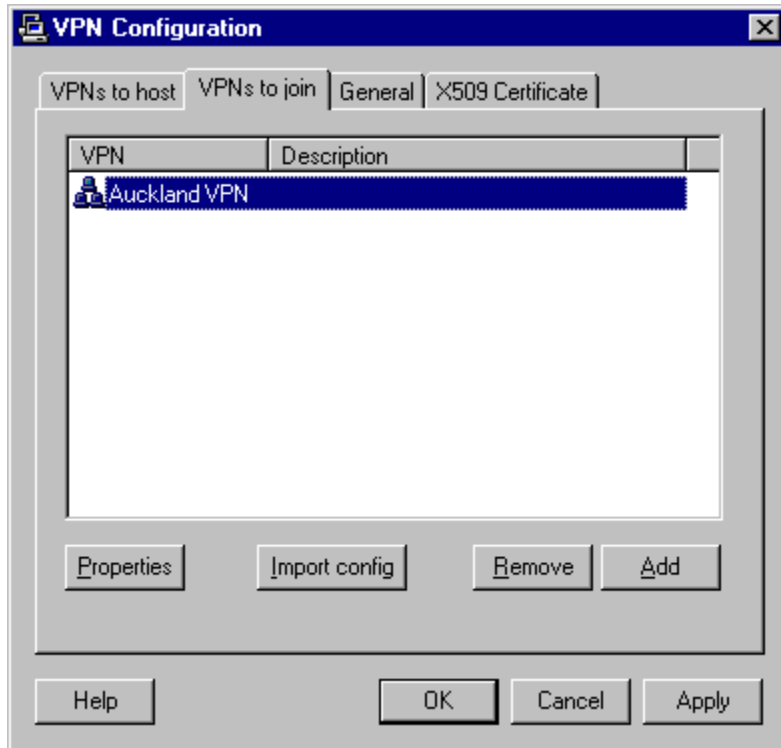 VPN Configuration
VPNs to host VPNs to join General X509 Certificate
VPN Description
Auckland VPN
Properties Import config Remove Add
Help OK Cancel Apply